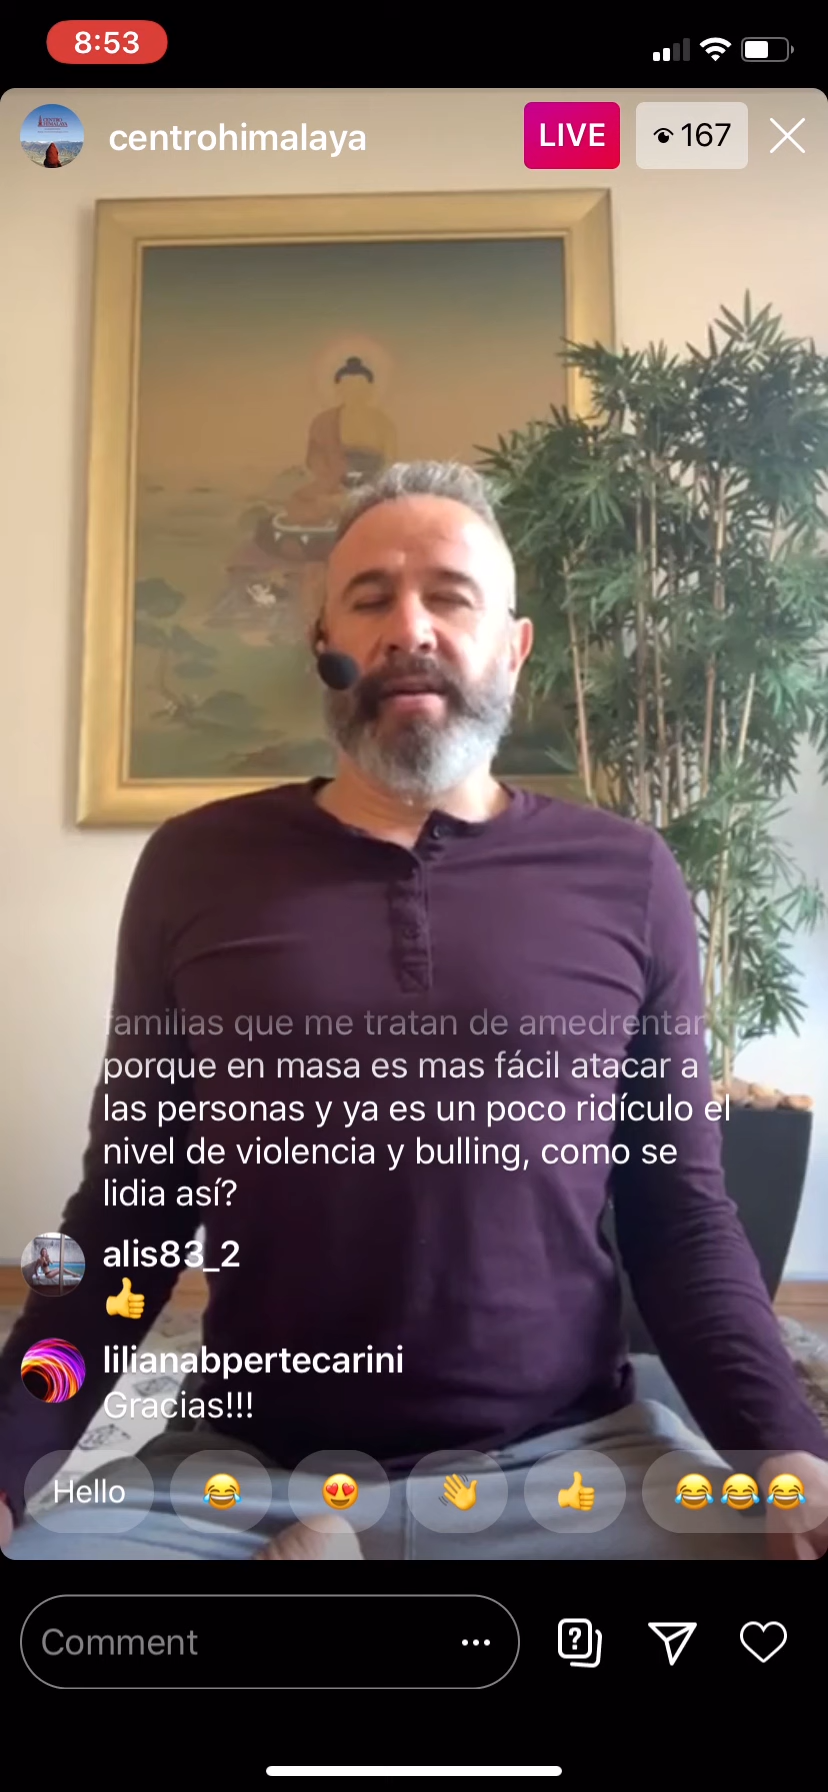 8:53
centrohimalaya
LIVE
167
familias que me tratan de amedrentar
porque en masa es mas fácil atacar a
las personas y ya es un poco ridículo el
nivel de violencia y bulling, como se
lidia así?
alis83_2
👍
lilianabpertecarini
Gracias!!!
Hello 😂 😍 👋 👍 😂😂😂
Comment